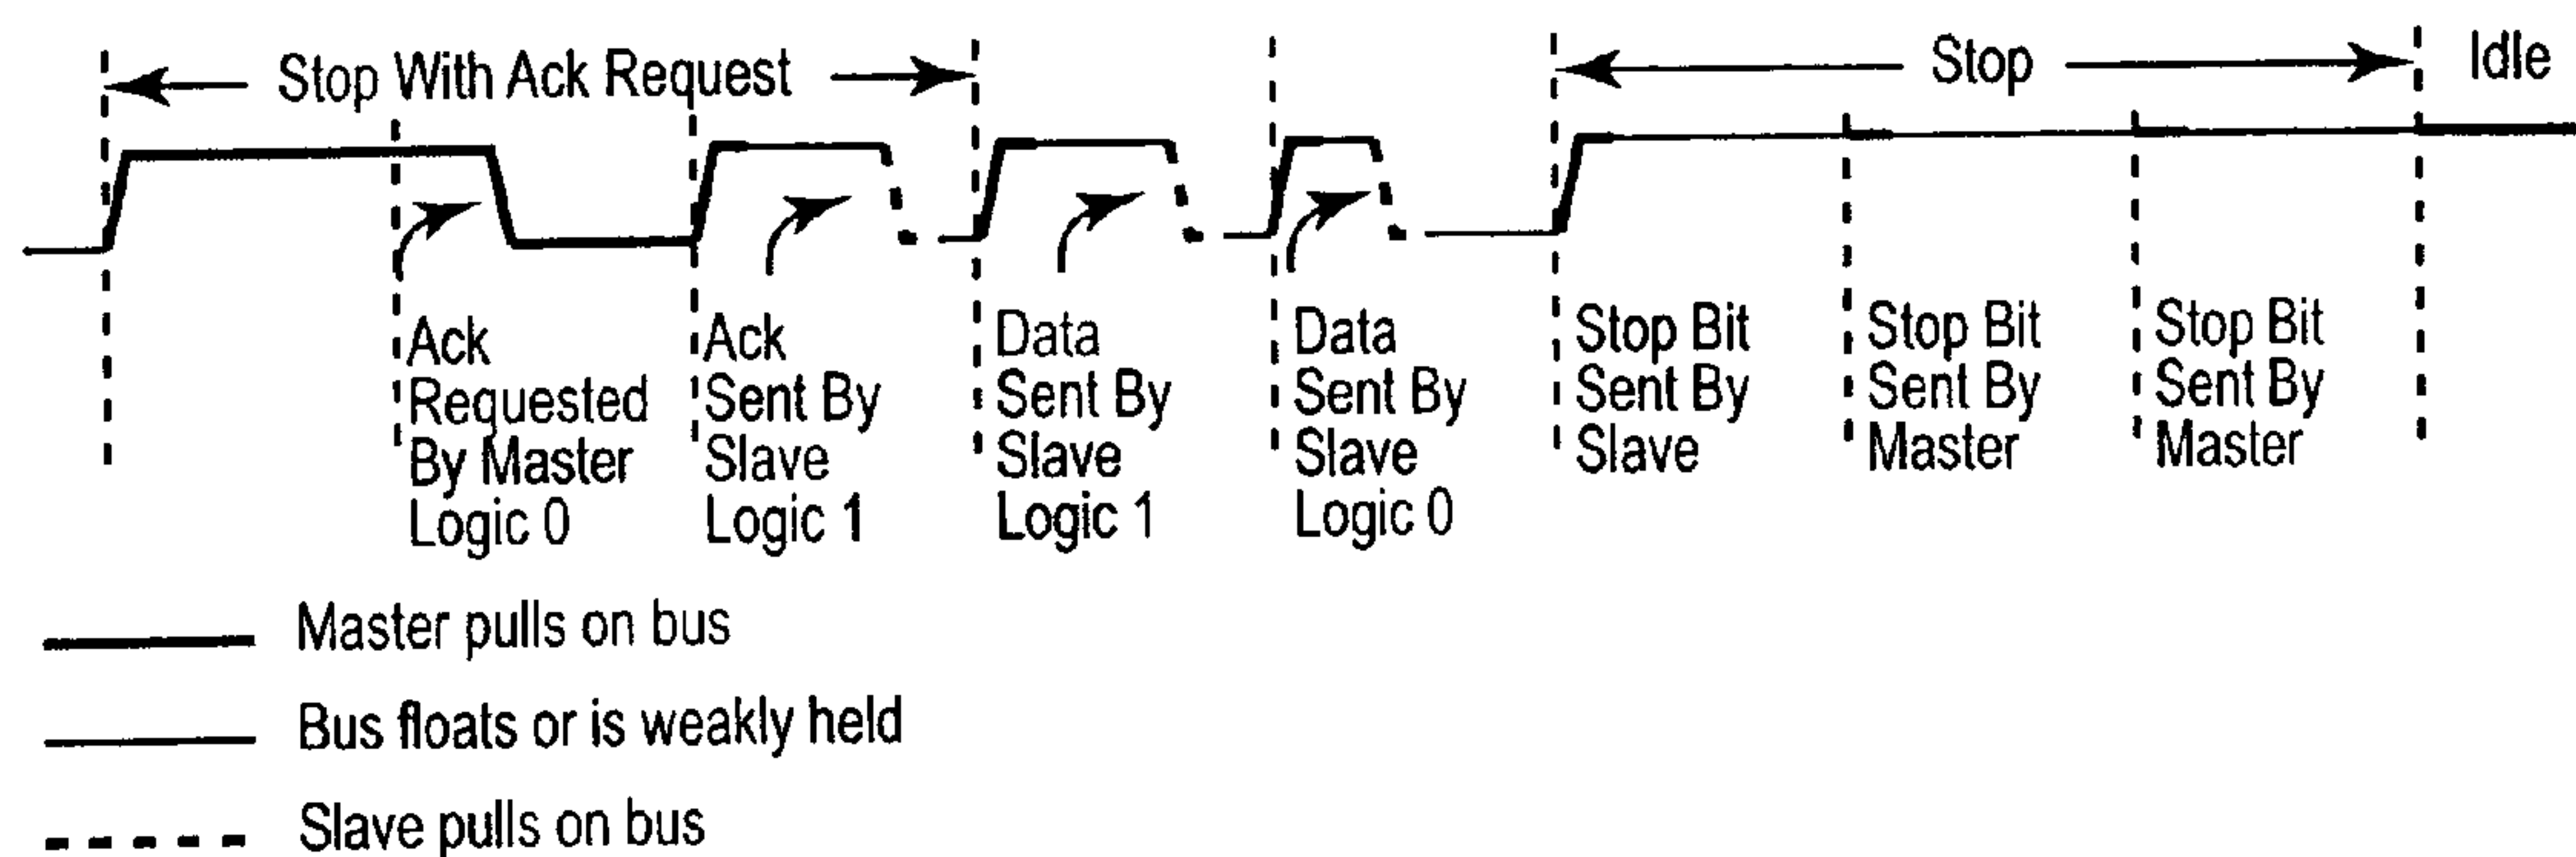 Stop With Ack Request
Stop
Idle
Ack
Requested
By Master
Logic 0
Ack
Sent By
Slave
Logic 1
Data
Sent By
Slave
Logic 1
Data
Sent By
Slave
Logic 0
Stop Bit
Sent By
Slave
Stop Bit
Sent By
Master
Stop Bit
Sent By
Master
Master pulls on bus
Bus floats or is weakly held
Slave pulls on bus